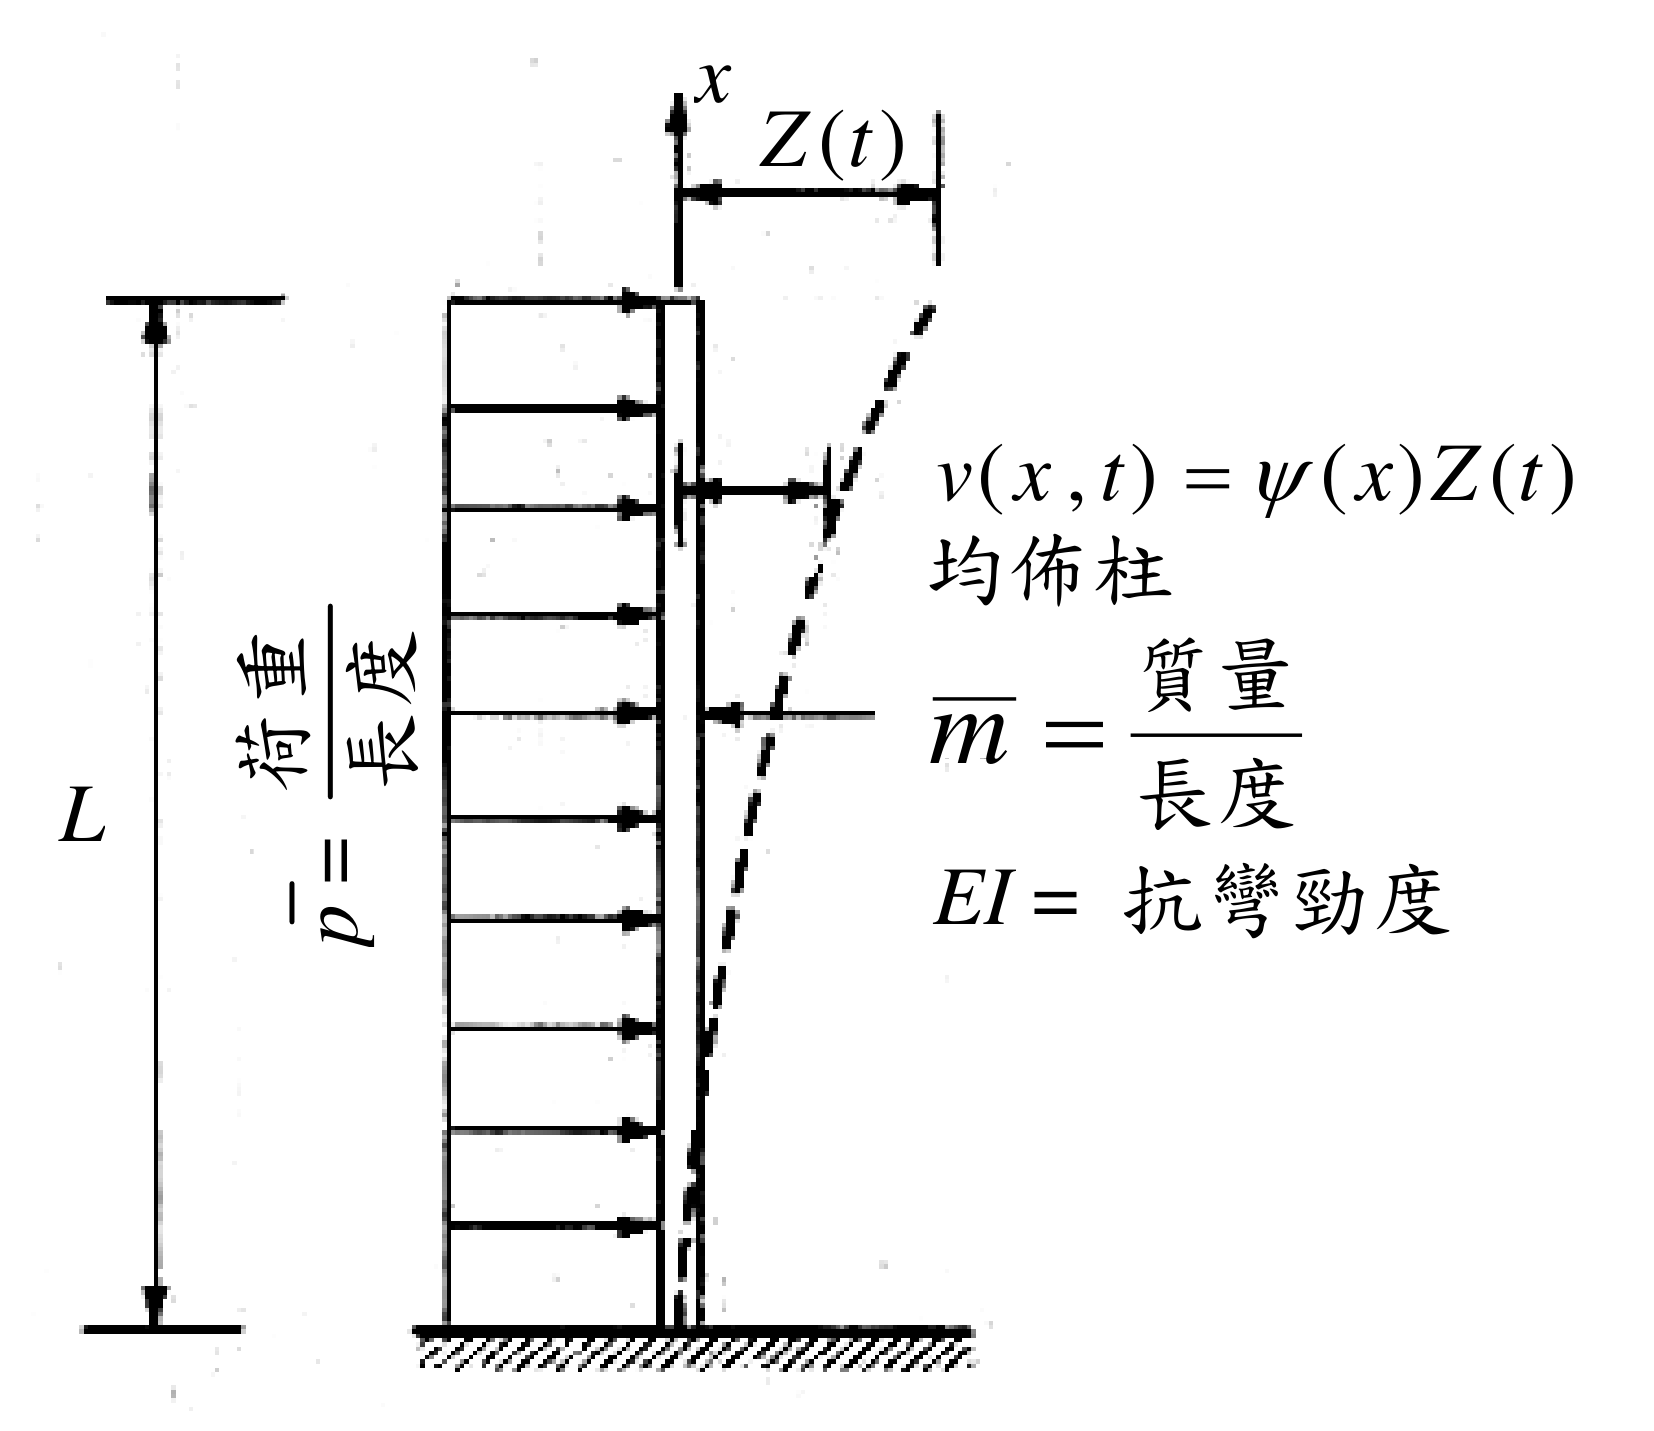 x
Z(t)
v(x,t) = ψ(x)Z(t)
均佈柱
m̅ = 質量/長度
EI = 抗彎勁度
L
p̅ = 荷重/長度